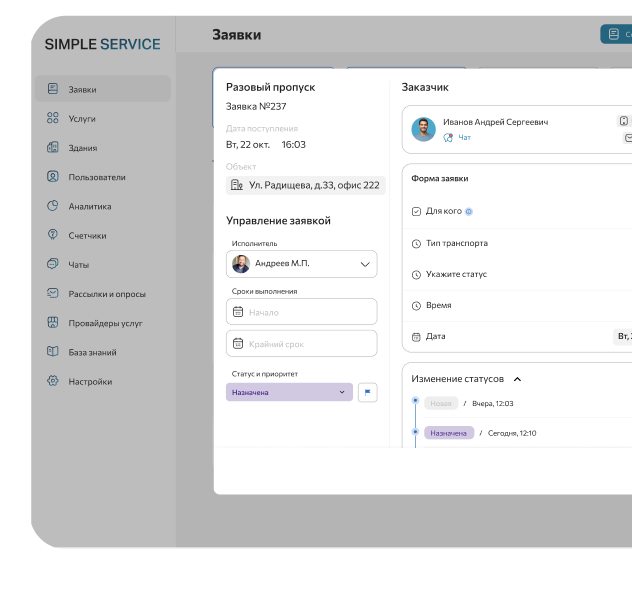 SIMPLE SERVICE
Заявки
Услуги
Здания
Пользователи
Аналитика
Счетчики
Чаты
Рассылки и опросы
Провайдеры услуг
База знаний
Настройки
Заявки
Разовый пропуск
Заявка №237
Дата поступления
Вт, 22 окт. 16:03
Объект
Ул. Радищева, д.33, офис 222
Управление заявкой
Исполнитель
Андреев М.П.
Сроки выполнения
Начало
Крайний срок
Статус и приоритет
Назначена
Заказчик
Иванов Андрей Сергеевич
Чат
Форма заявки
Для кого
Тип транспорта
Укажите статус
Время
Дата
Вт,
Изменение статусов
Новая / Вчера, 12:03
Назначена / Сегодня, 12:10